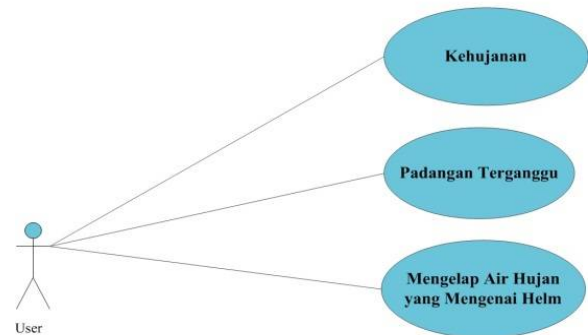 Kehujanan
Padangan Terganggu
Mengelap Air Hujan
yang Mengenai Helm
User